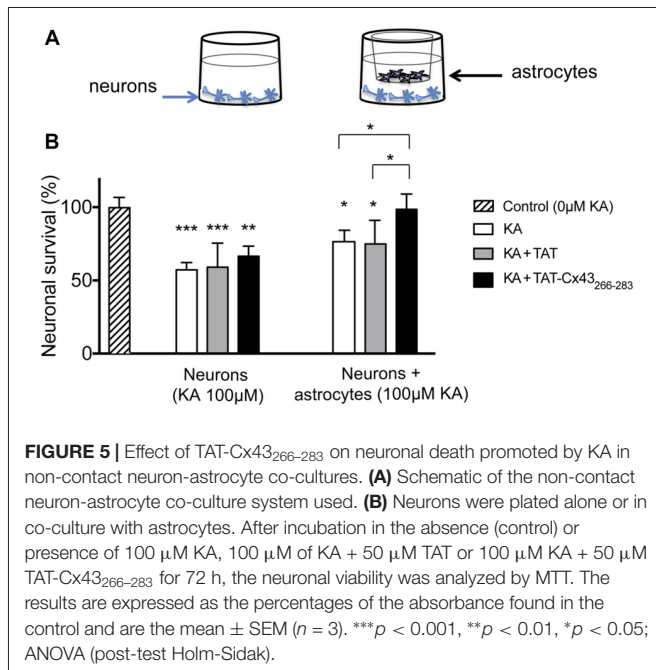 A
neurons
astrocytes
B
*
*
*** *** ** * *
Neuronal survival (%)
100
50
0
Control (0µM KA)
KA
KA + TAT
KA + TAT-Cx43266-283
Neurons
(KA 100µM)
Neurons +
astrocytes (100µM KA)
FIGURE 5 | Effect of TAT-Cx43266–283 on neuronal death promoted by KA in
non-contact neuron-astrocyte co-cultures. (A) Schematic of the non-contact
neuron-astrocyte co-culture system used. (B) Neurons were plated alone or in
co-culture with astrocytes. After incubation in the absence (control) or
presence of 100 µM KA, 100 µM of KA + 50 µM TAT or 100 µM KA + 50 µM
TAT-Cx43266–283 for 72 h, the neuronal viability was analyzed by MTT. The
results are expressed as the percentages of the absorbance found in the
control and are the mean ± SEM (n = 3). ***p < 0.001, **p < 0.01, *p < 0.05;
ANOVA (post-test Holm-Sidak).